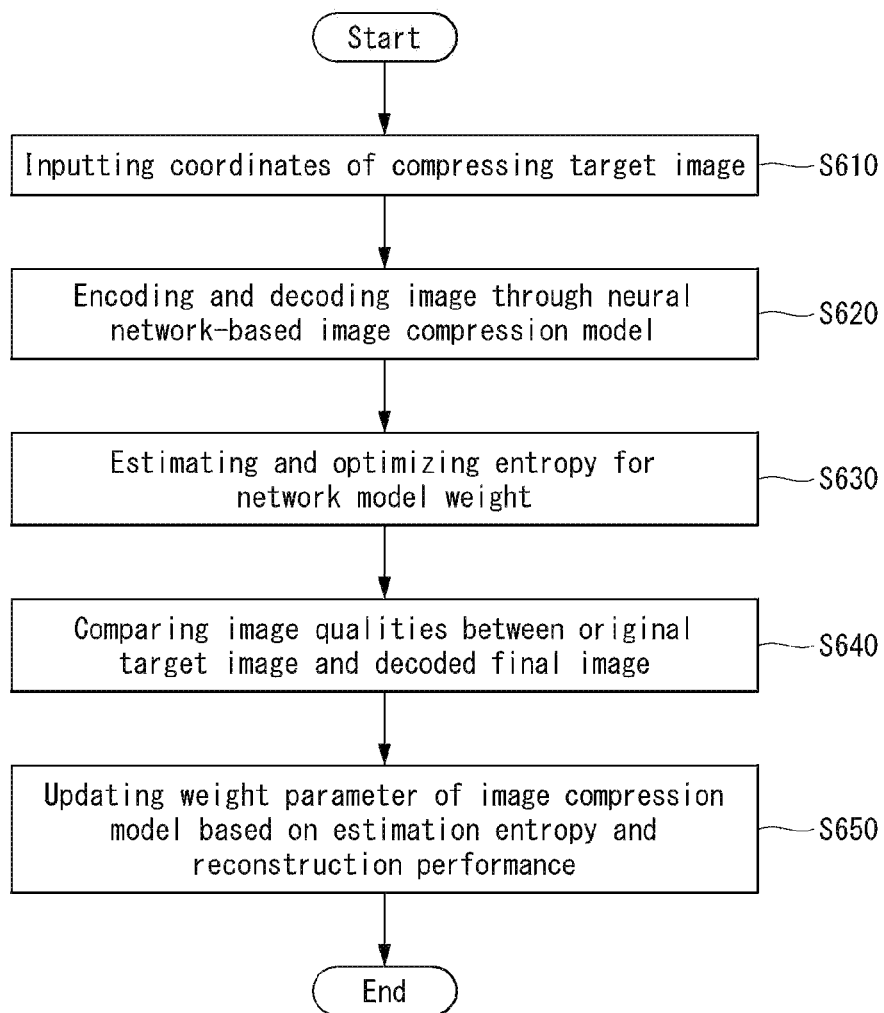 Start
Inputting coordinates of compressing target image
S610
Encoding and decoding image through neural
network-based image compression model
S620
Estimating and optimizing entropy for
network model weight
S630
Comparing image qualities between original
target image and decoded final image
S640
Updating weight parameter of image compression
model based on estimation entropy and
reconstruction performance
S650
End